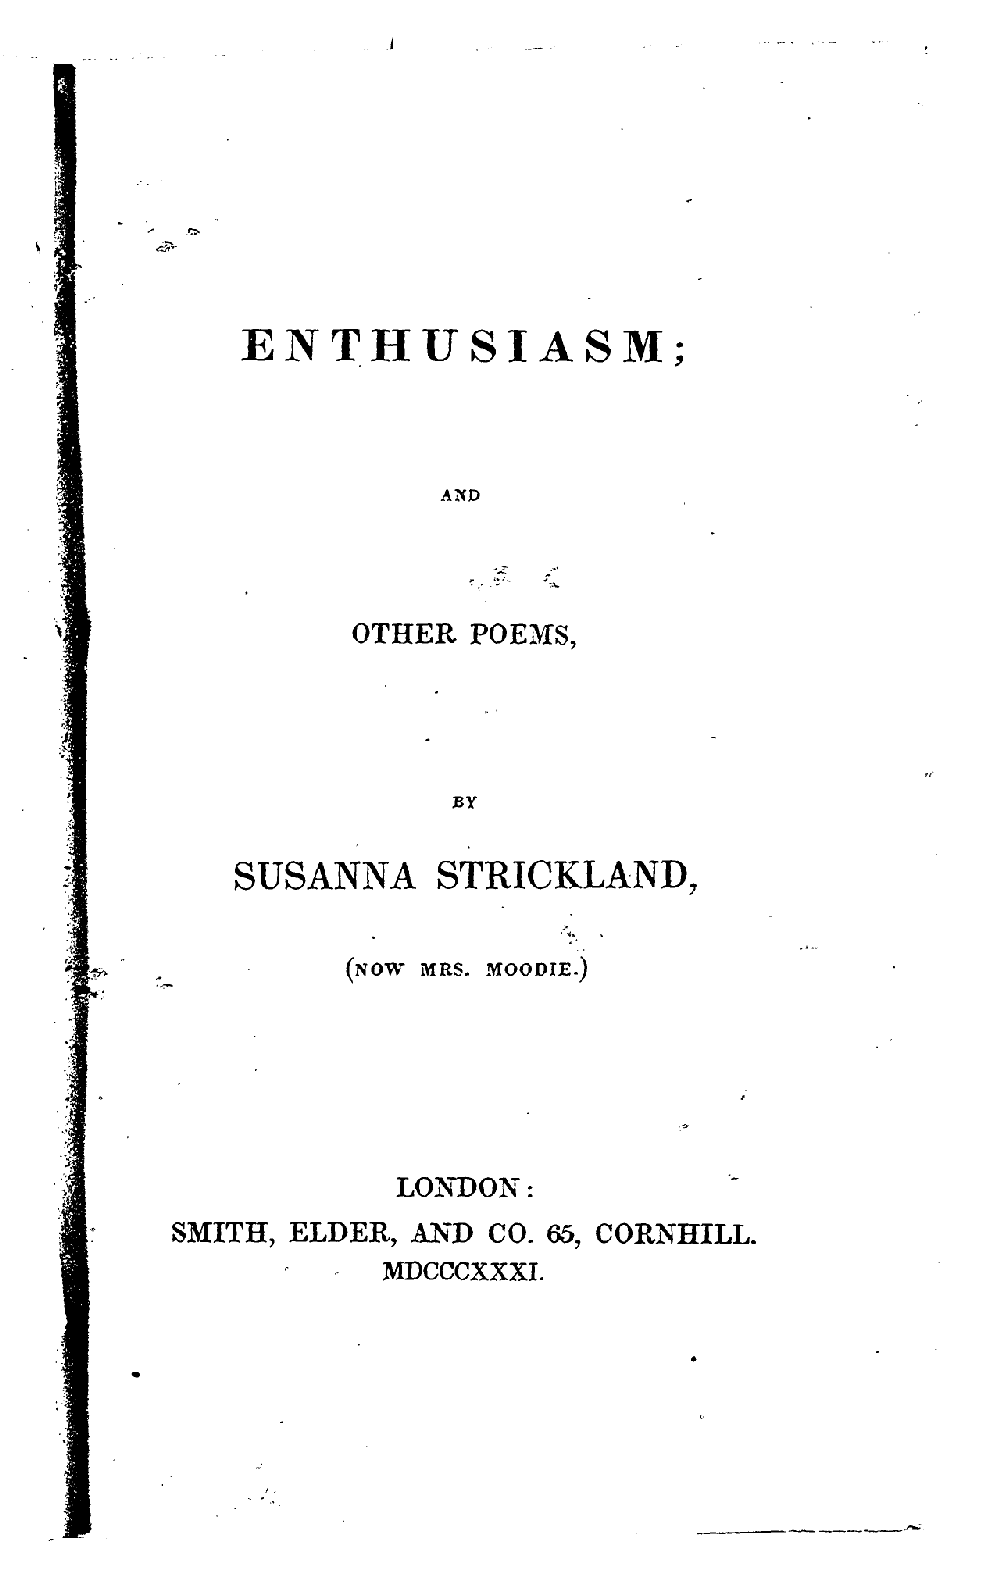 ENTHUSIASM;
AND
OTHER POEMS,
BY
SUSANNA STRICKLAND,
(NOW MRS. MOODIE.)
LONDON:
SMITH, ELDER, AND CO. 65, CORNHILL.
MDCCCXXXI.